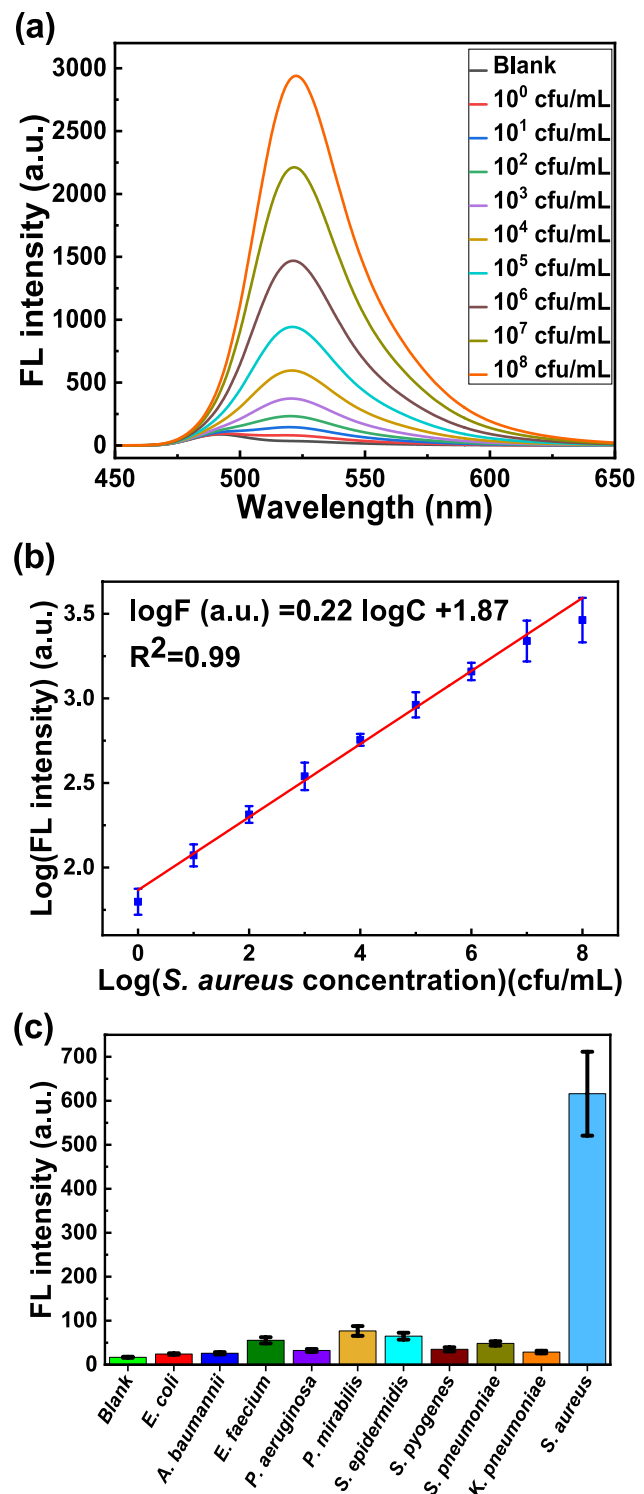 (a)
FL intensity (a.u.)
3000
2500
2000
1500
1000
500
0
450 500 550 600 650
Wavelength (nm)
Blank
10⁰ cfu/mL
10¹ cfu/mL
10² cfu/mL
10³ cfu/mL
10⁴ cfu/mL
10⁵ cfu/mL
10⁶ cfu/mL
10⁷ cfu/mL
10⁸ cfu/mL
(b)
Log(FL intensity) (a.u.)
3.5
3.0
2.5
2.0
logF (a.u.) =0.22 logC +1.87
R²=0.99
0 2 4 6 8
Log(S. aureus concentration)(cfu/mL)
(c)
FL intensity (a.u.)
700
600
500
400
300
200
100
0
Blank
E. coli
A. baumannii
E. faecium
P. aeruginosa
P. mirabilis
S. epidermidis
S. pyogenes
S. pneumoniae
K. pneumoniae
S. aureus